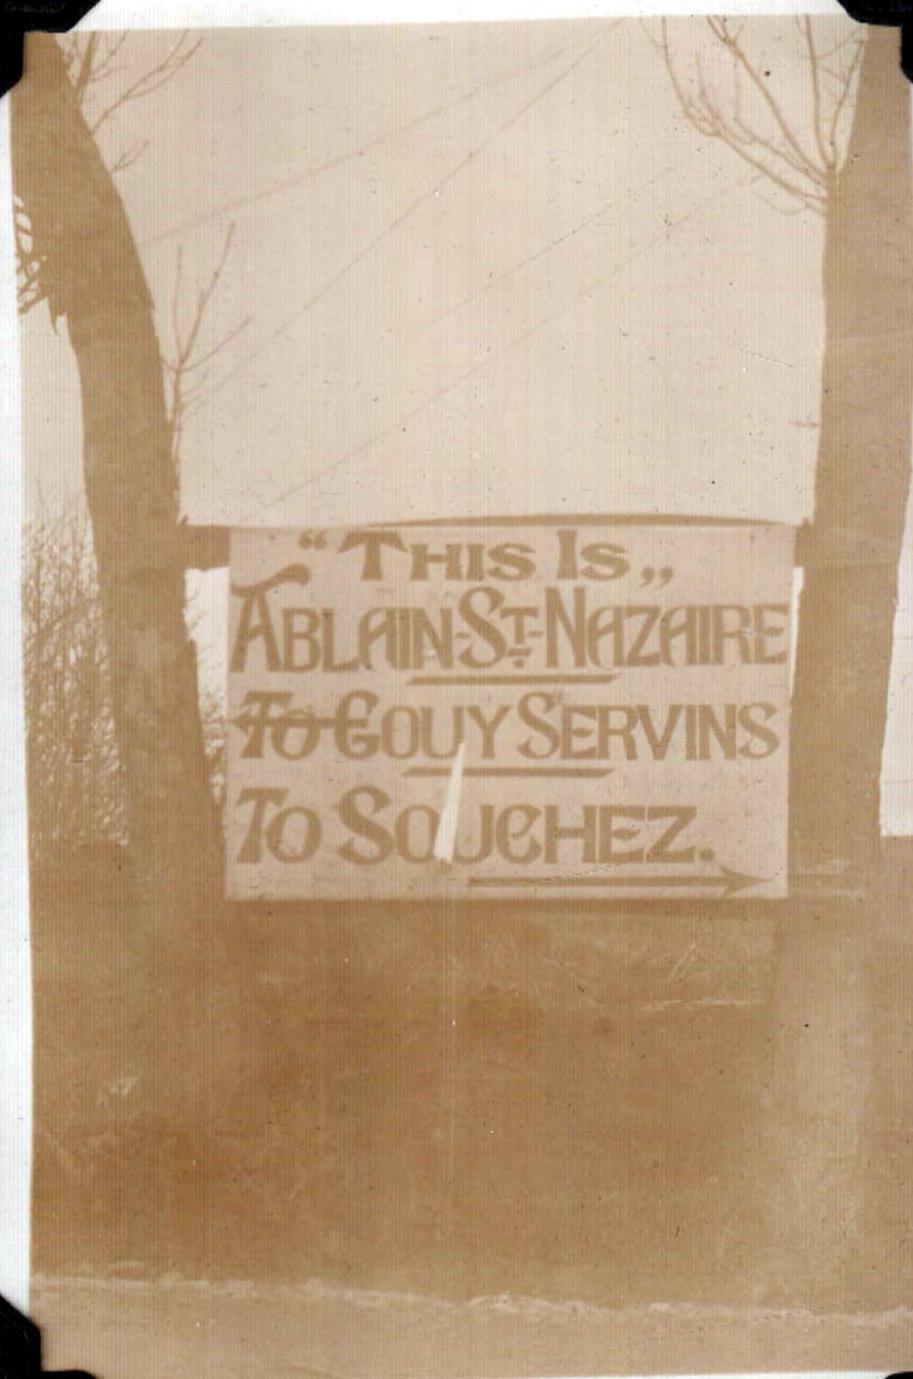 “THIS IS„
ABLAIN-ST-NAZAIRE
TO GOUY SERVINS
TO SOUCHEZ.